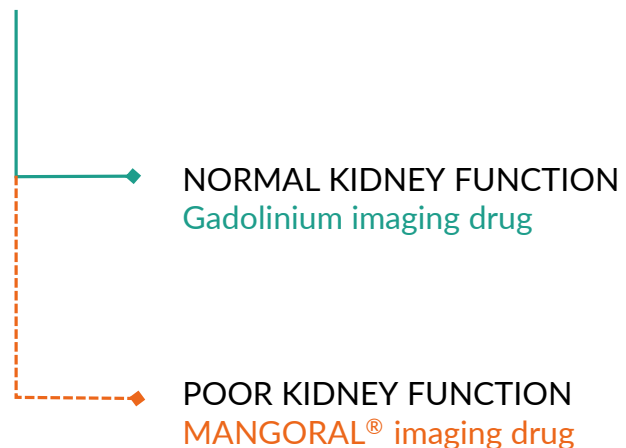 NORMAL KIDNEY FUNCTION
Gadolinium imaging drug
POOR KIDNEY FUNCTION
MANGORAL® imaging drug